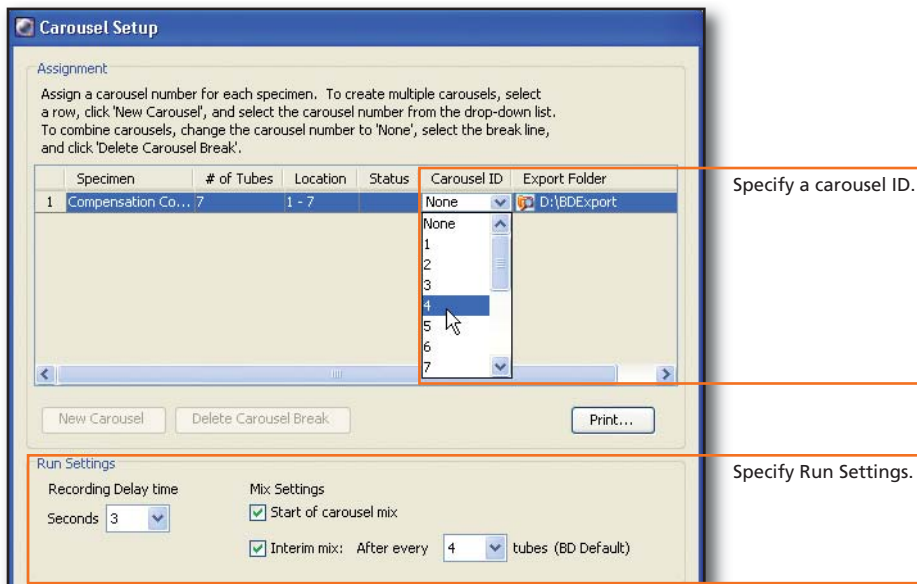 Carousel Setup
Assignment
Assign a carousel number for each specimen. To create multiple carousels, select
a row, click 'New Carousel', and select the carousel number from the drop-down list.
To combine carousels, change the carousel number to 'None', select the break line,
and click 'Delete Carousel Break'.
Specimen # of Tubes Location Status Carousel ID Export Folder
1 Compensation Co... 7 1 - 7 None D:\BDExport
None
1
2
3
4
5
6
7
New Carousel Delete Carousel Break Print...
Specify a carousel ID.
Run Settings
Recording Delay time Mix Settings
Seconds 3 Start of carousel mix
Interim mix: After every 4 tubes (BD Default)
Specify Run Settings.